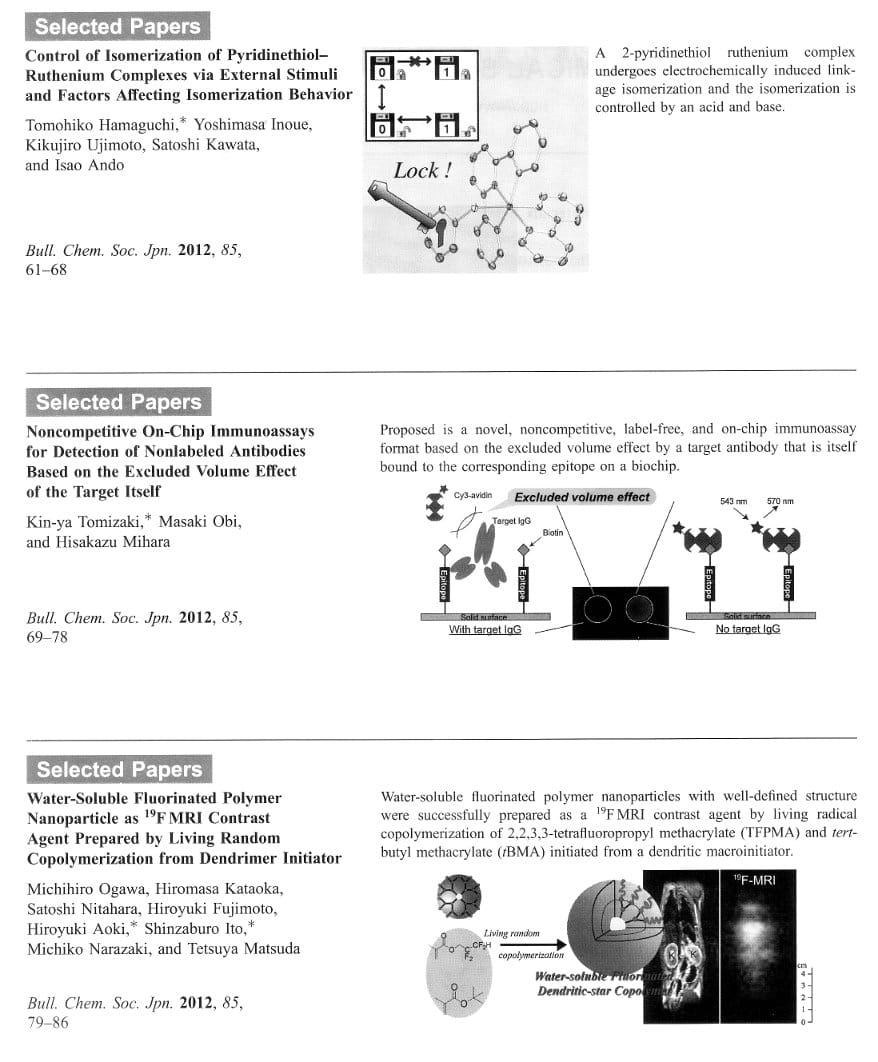 Selected Papers
Control of Isomerization of Pyridinethiol–
Ruthenium Complexes via External Stimuli
and Factors Affecting Isomerization Behavior
Tomohiko Hamaguchi,* Yoshimasa Inoue,
Kikujiro Ujimoto, Satoshi Kawata,
and Isao Ando
Bull. Chem. Soc. Jpn. 2012, 85,
61–68
0 1
0 1
Lock !
A 2-pyridinethiol ruthenium complex
undergoes electrochemically induced link-
age isomerization and the isomerization is
controlled by an acid and base.
Selected Papers
Noncompetitive On-Chip Immunoassays
for Detection of Nonlabeled Antibodies
Based on the Excluded Volume Effect
of the Target Itself
Kin-ya Tomizaki,* Masaki Obi,
and Hisakazu Mihara
Bull. Chem. Soc. Jpn. 2012, 85,
69–78
Proposed is a novel, noncompetitive, label-free, and on-chip immunoassay
format based on the excluded volume effect by a target antibody that is itself
bound to the corresponding epitope on a biochip.
Cy3-avidin
Excluded volume effect
543 nm 570 nm
Target IgG
Biotin
Epitope Epitope Epitope Epitope
Solid surface Solid surface
With target IgG No target IgG
Selected Papers
Water-Soluble Fluorinated Polymer
Nanoparticle as ¹⁹F MRI Contrast
Agent Prepared by Living Random
Copolymerization from Dendrimer Initiator
Michihiro Ogawa, Hiromasa Kataoka,
Satoshi Nitahara, Hiroyuki Fujimoto,
Hiroyuki Aoki,* Shinzaburo Ito,*
Michiko Narazaki, and Tetsuya Matsuda
Bull. Chem. Soc. Jpn. 2012, 85,
79–86
Water-soluble fluorinated polymer nanoparticles with well-defined structure
were successfully prepared as a ¹⁹F MRI contrast agent by living radical
copolymerization of 2,2,3,3-tetrafluoropropyl methacrylate (TFPMA) and tert-
butyl methacrylate (tBMA) initiated from a dendritic macroinitiator.
¹⁹F-MRI
Living random
copolymerization
O O C F₂ CF₂H
O O
K K
Water-soluble Fluorinated
Dendritic-star Copolymer
cm
4
3
2
1
0